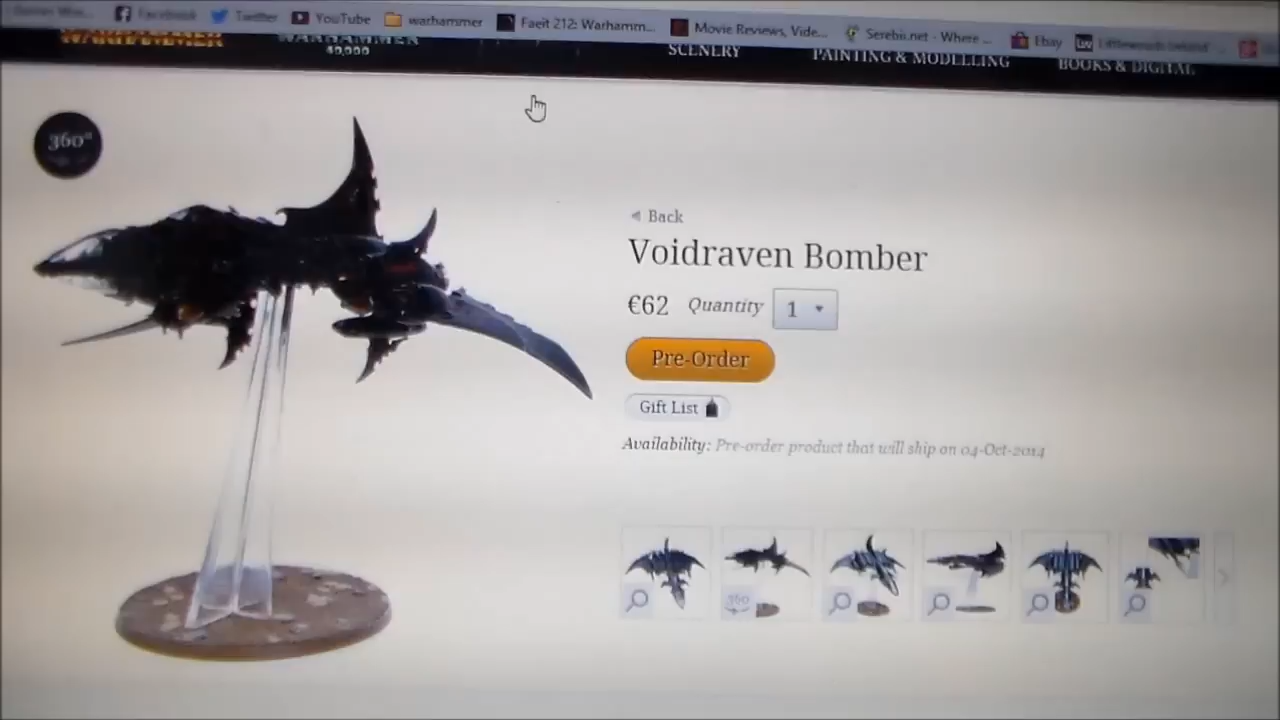 Facebook Twitter YouTube warhammer Faeit 212: Warhamm... Movie Reviews, Vide... Serebii.net - Where ... Ebay
WARHAMMER WARHAMMER 40,000 SCENERY PAINTING & MODELLING BOOKS & DIGITAL
360°
Back
Voidraven Bomber
€62 Quantity 1
Pre-Order
Gift List
Availability: Pre-order product that will ship on 04-Oct-2014
360